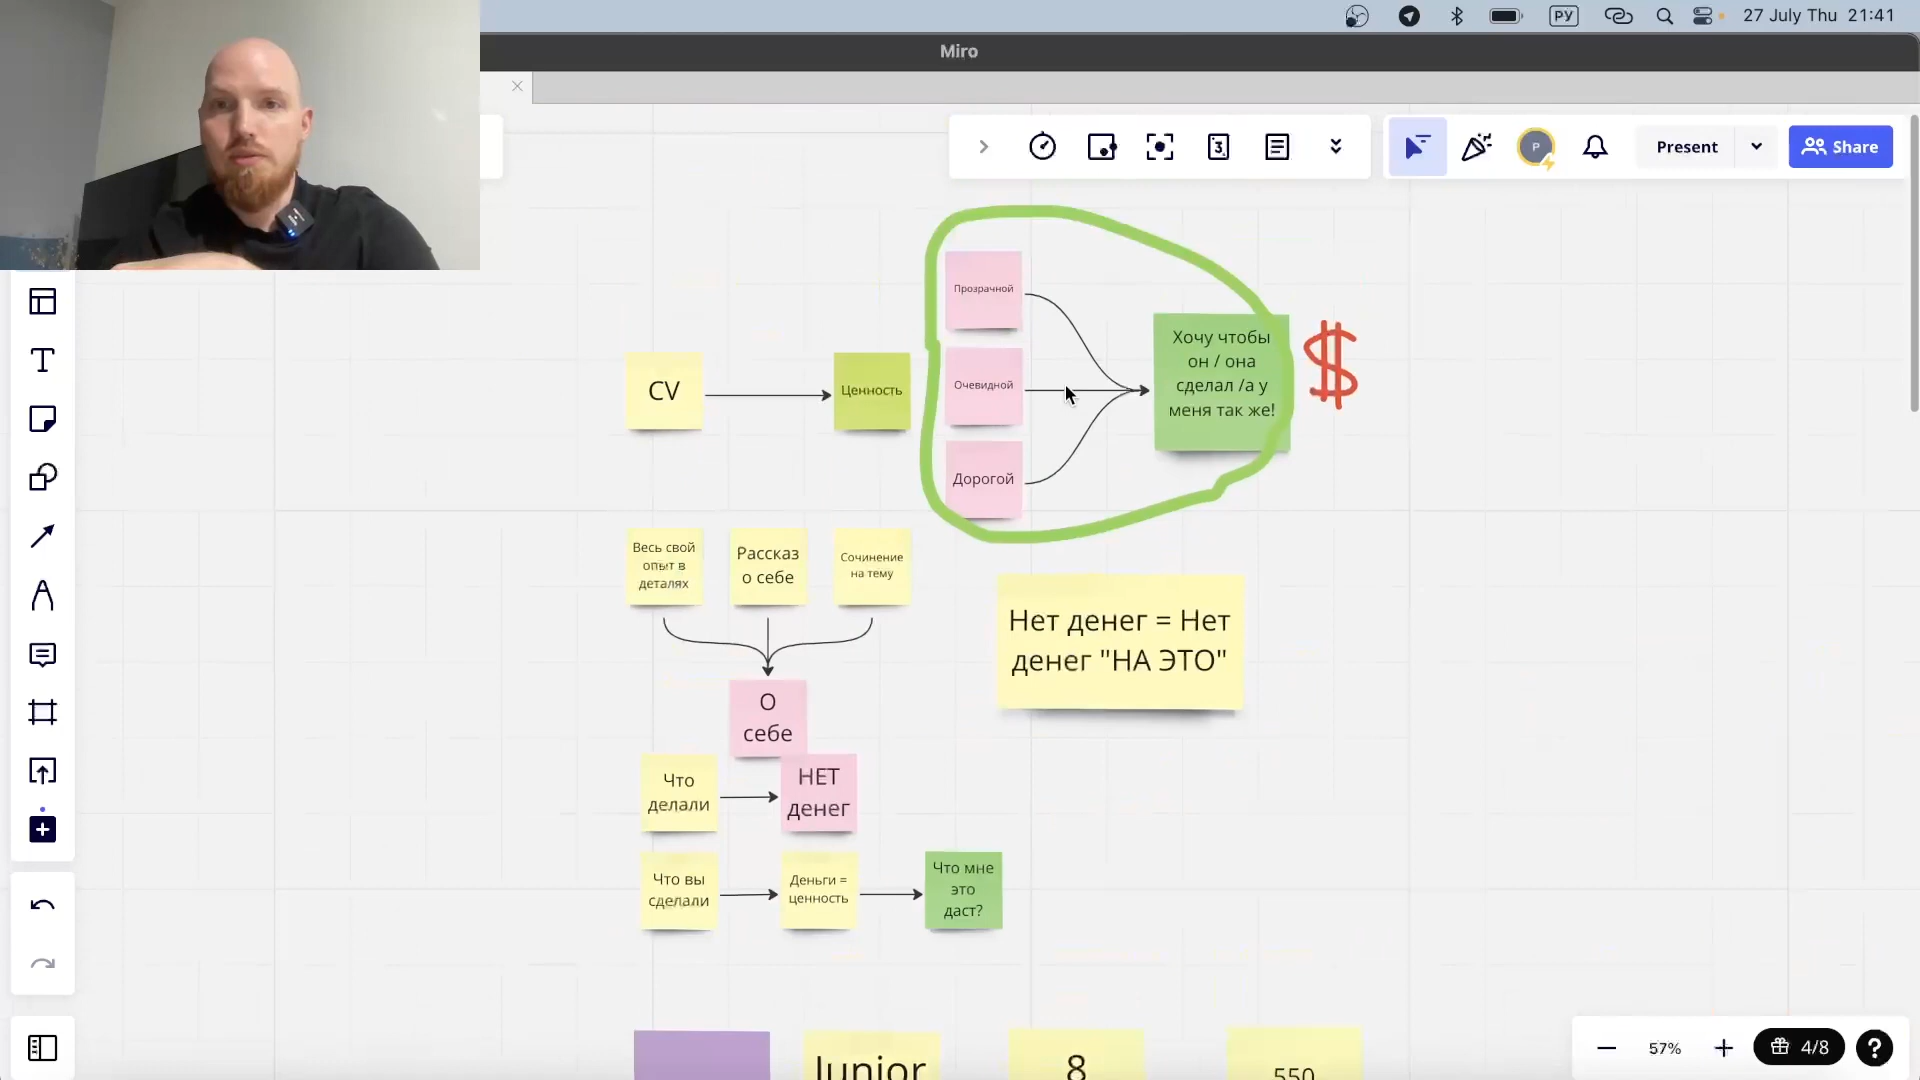 РУ
27 July Thu 21:41
Miro
3
P
Present
Share
Прозрачной
Очевидной
Дорогой
Хочу чтобы
он / она
сделал /а у
меня так же!
$
CV
Ценность
Весь свой
опыт в
деталях
Рассказ
о себе
Сочинение
на тему
О
себе
Нет денег = Нет
денег "НА ЭТО"
Что
делали
НЕТ
денег
Что вы
сделали
Деньги =
ценность
Что мне
это
даст?
Junior
8
550
57%
4/8
?